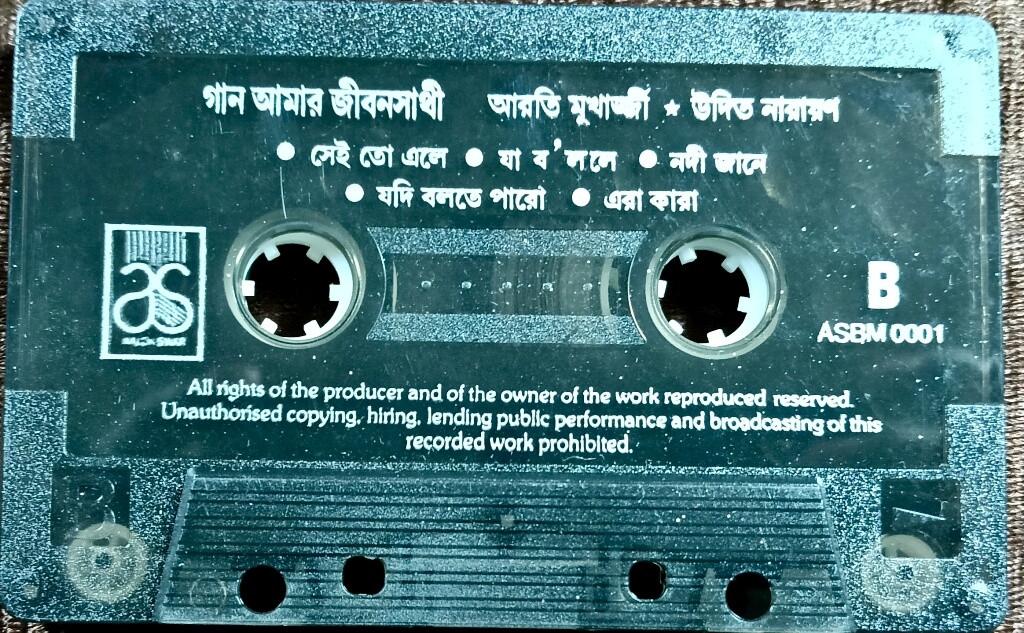 গান আমার জীবনসাথী আরতি মুখার্জ্জী ★ উদিত নারায়ণ
● সেই তো এলে ● যা ব'ললে ● নদী জানে
● যদি বলতে পারো ● এরা কারা
B
ASBM 0001
All rights of the producer and of the owner of the work reproduced reserved.
Unauthorised copying, hiring, lending public performance and broadcasting of this
recorded work prohibited.